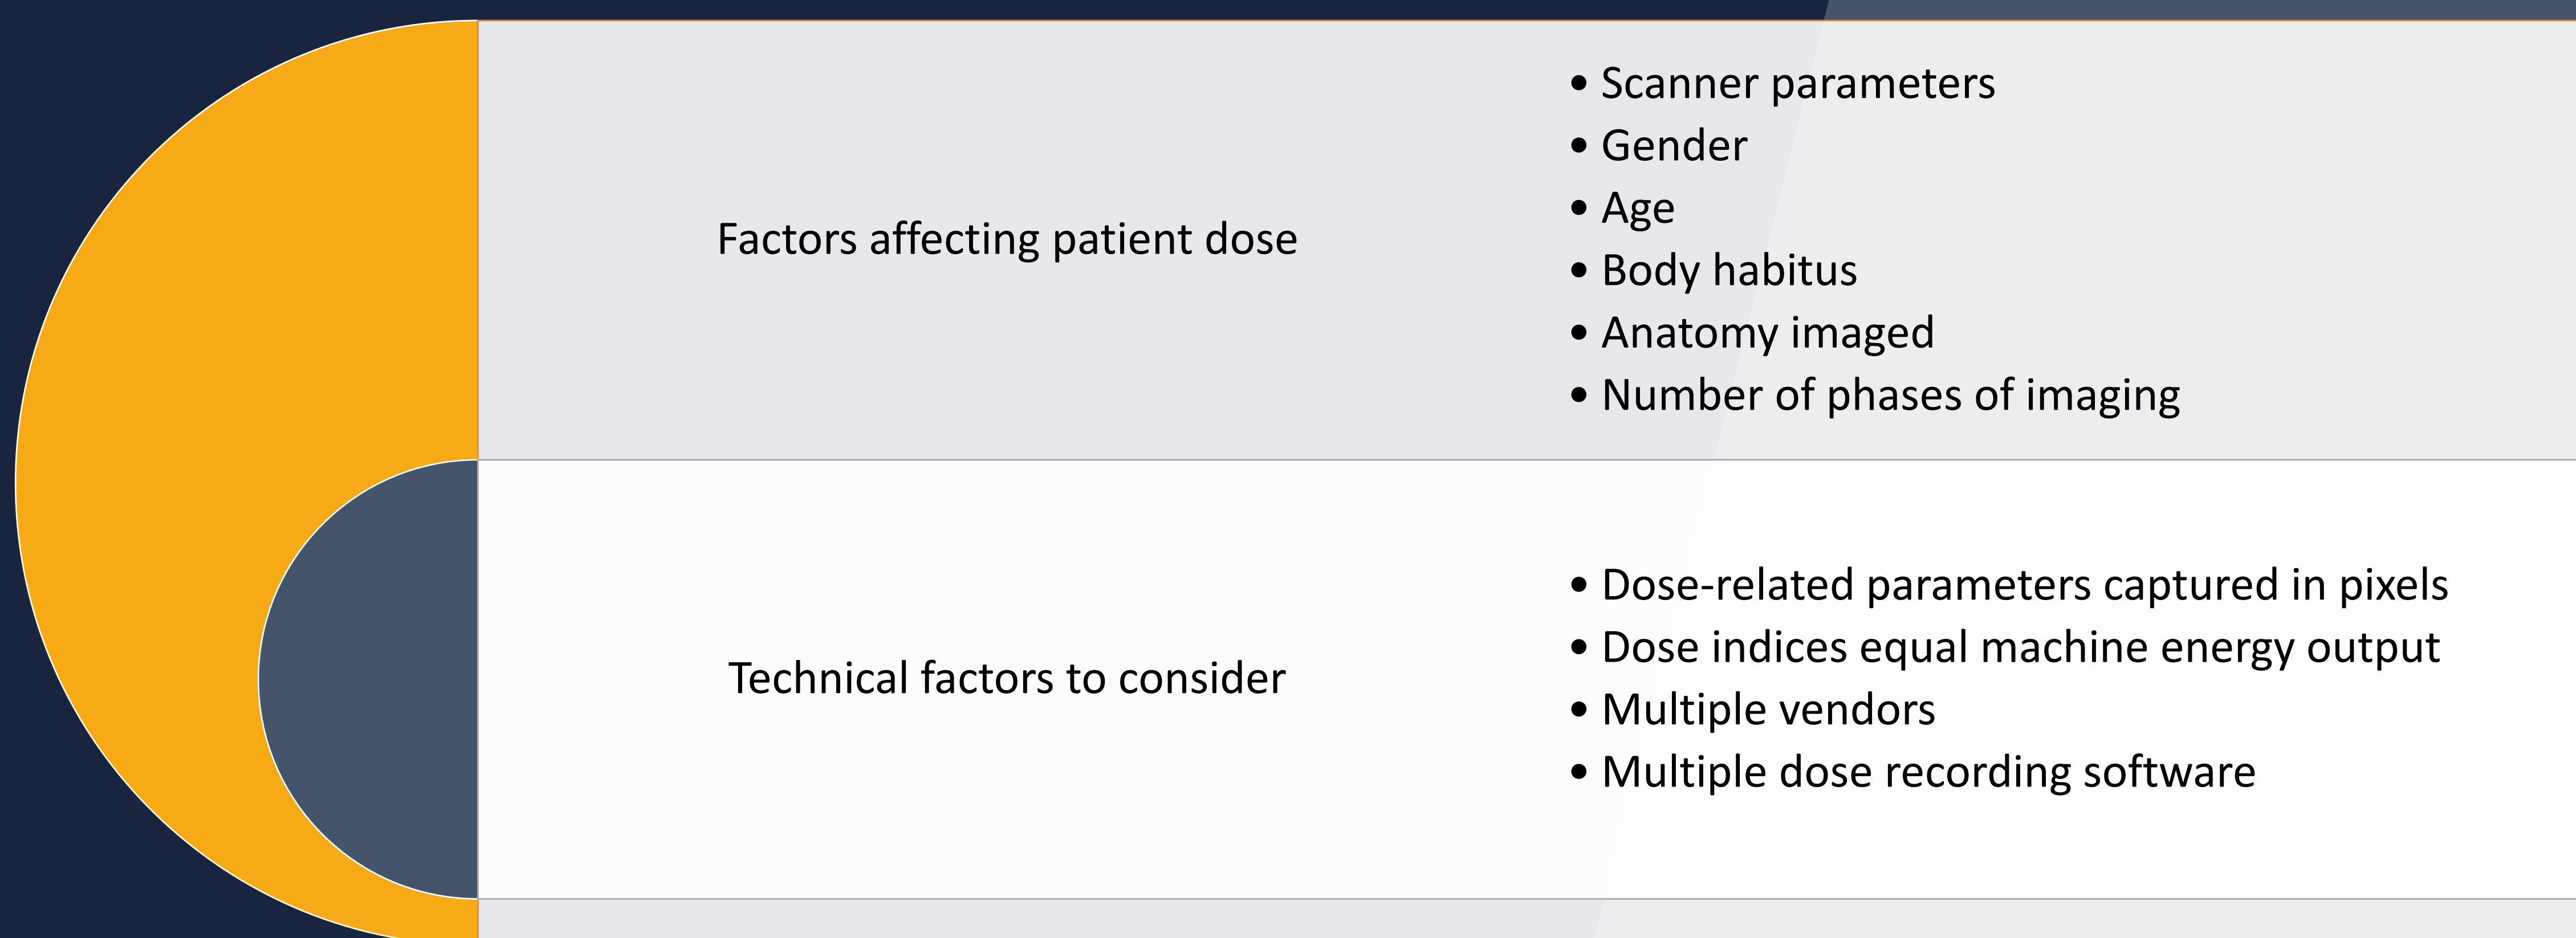 Factors affecting patient dose
• Scanner parameters
• Gender
• Age
• Body habitus
• Anatomy imaged
• Number of phases of imaging
Technical factors to consider
• Dose-related parameters captured in pixels
• Dose indices equal machine energy output
• Multiple vendors
• Multiple dose recording software